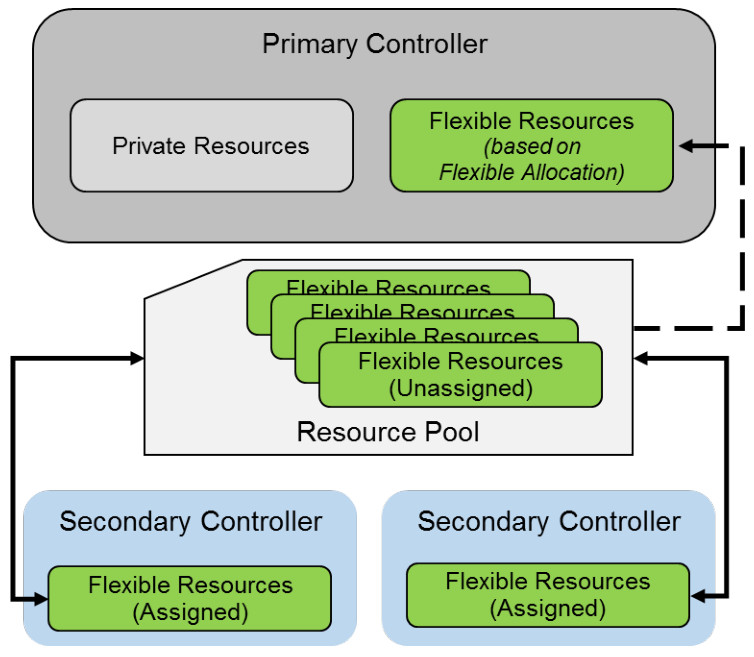 Primary Controller
Private Resources
Flexible Resources
(based on
Flexible Allocation)
Flexible Resources
Flexible Resources
Flexible Resources
Flexible Resources
(Unassigned)
Resource Pool
Secondary Controller
Flexible Resources
(Assigned)
Secondary Controller
Flexible Resources
(Assigned)